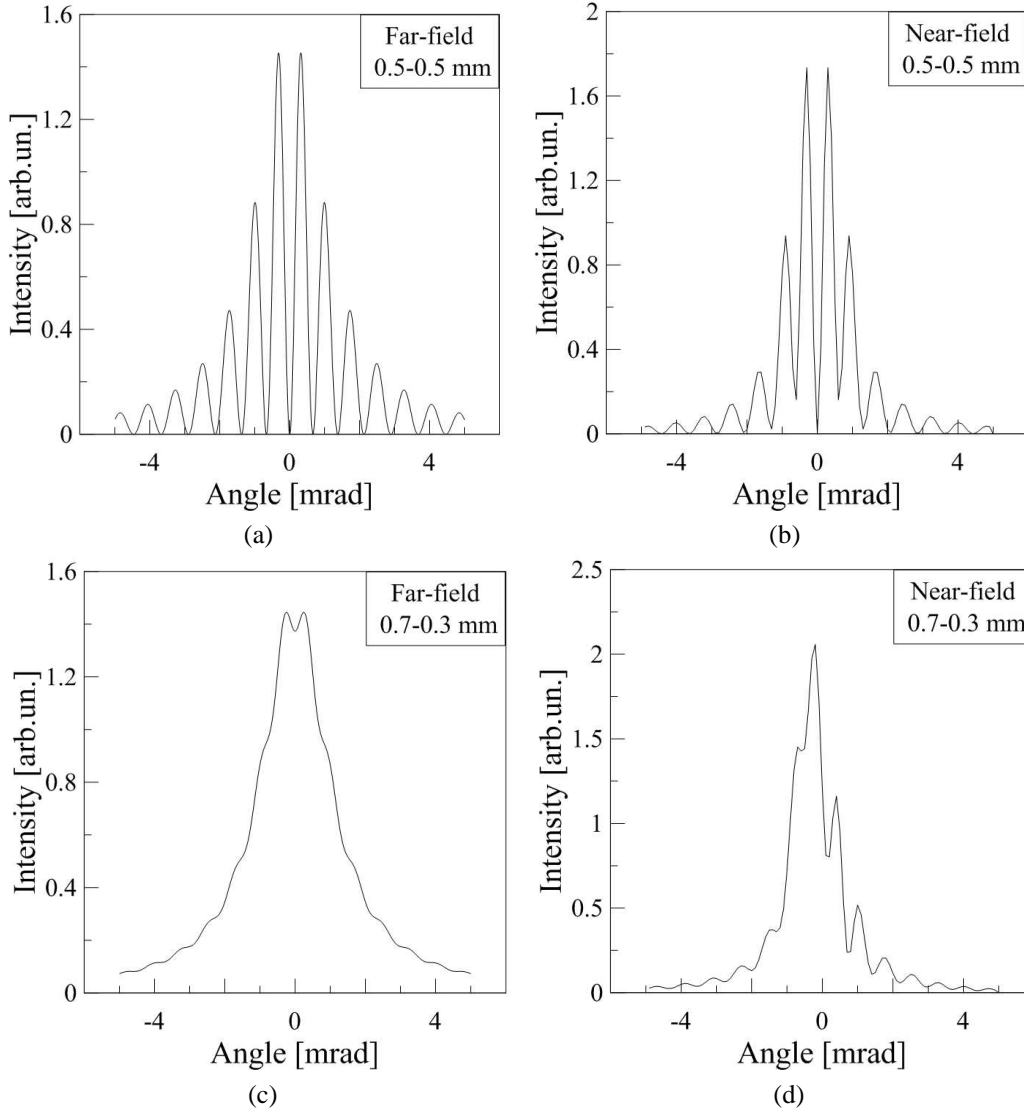 1.6
1.2
0.8
0.4
0
Intensity [arb.un.]
Far-field
0.5-0.5 mm
-4 0 4
Angle [mrad]
(a)
2
1.6
1.2
0.8
0.4
0
Intensity [arb.un.]
Near-field
0.5-0.5 mm
-4 0 4
Angle [mrad]
(b)
1.6
1.2
0.8
0.4
0
Intensity [arb.un.]
Far-field
0.7-0.3 mm
-4 0 4
Angle [mrad]
(c)
2.5
2
1.5
1
0.5
0
Intensity [arb.un.]
Near-field
0.7-0.3 mm
-4 0 4
Angle [mrad]
(d)